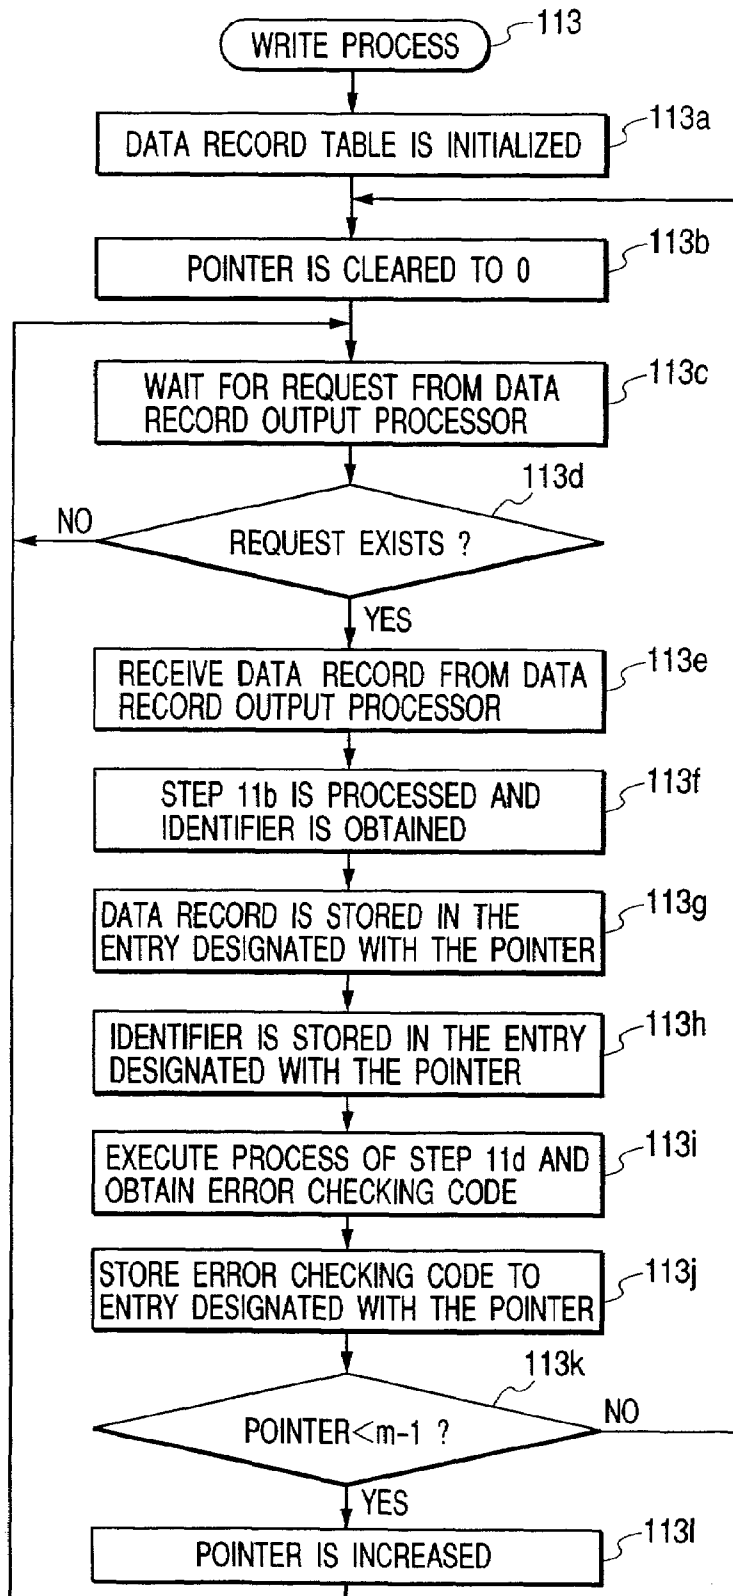 WRITE PROCESS
113
DATA RECORD TABLE IS INITIALIZED
113a
POINTER IS CLEARED TO 0
113b
WAIT FOR REQUEST FROM DATA
RECORD OUTPUT PROCESSOR
113c
REQUEST EXISTS ?
113d
NO
YES
RECEIVE DATA RECORD FROM DATA
RECORD OUTPUT PROCESSOR
113e
STEP 11b IS PROCESSED AND
IDENTIFIER IS OBTAINED
113f
DATA RECORD IS STORED IN THE
ENTRY DESIGNATED WITH THE POINTER
113g
IDENTIFIER IS STORED IN THE ENTRY
DESIGNATED WITH THE POINTER
113h
EXECUTE PROCESS OF STEP 11d AND
OBTAIN ERROR CHECKING CODE
113i
STORE ERROR CHECKING CODE TO
ENTRY DESIGNATED WITH THE POINTER
113j
POINTER<m-1 ?
113k
NO
YES
POINTER IS INCREASED
113l